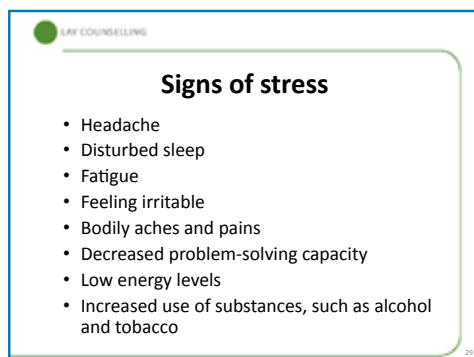 LAY COUNSELLING
Signs of stress
• Headache
• Disturbed sleep
• Fatigue
• Feeling irritable
• Bodily aches and pains
• Decreased problem-solving capacity
• Low energy levels
• Increased use of substances, such as alcohol
and tobacco
29